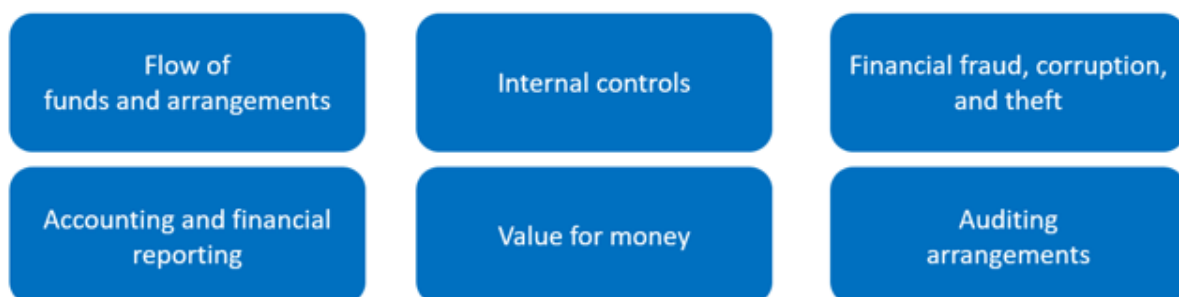 Flow of
funds and arrangements
Internal controls
Financial fraud, corruption,
and theft
Accounting and financial
reporting
Value for money
Auditing
arrangements